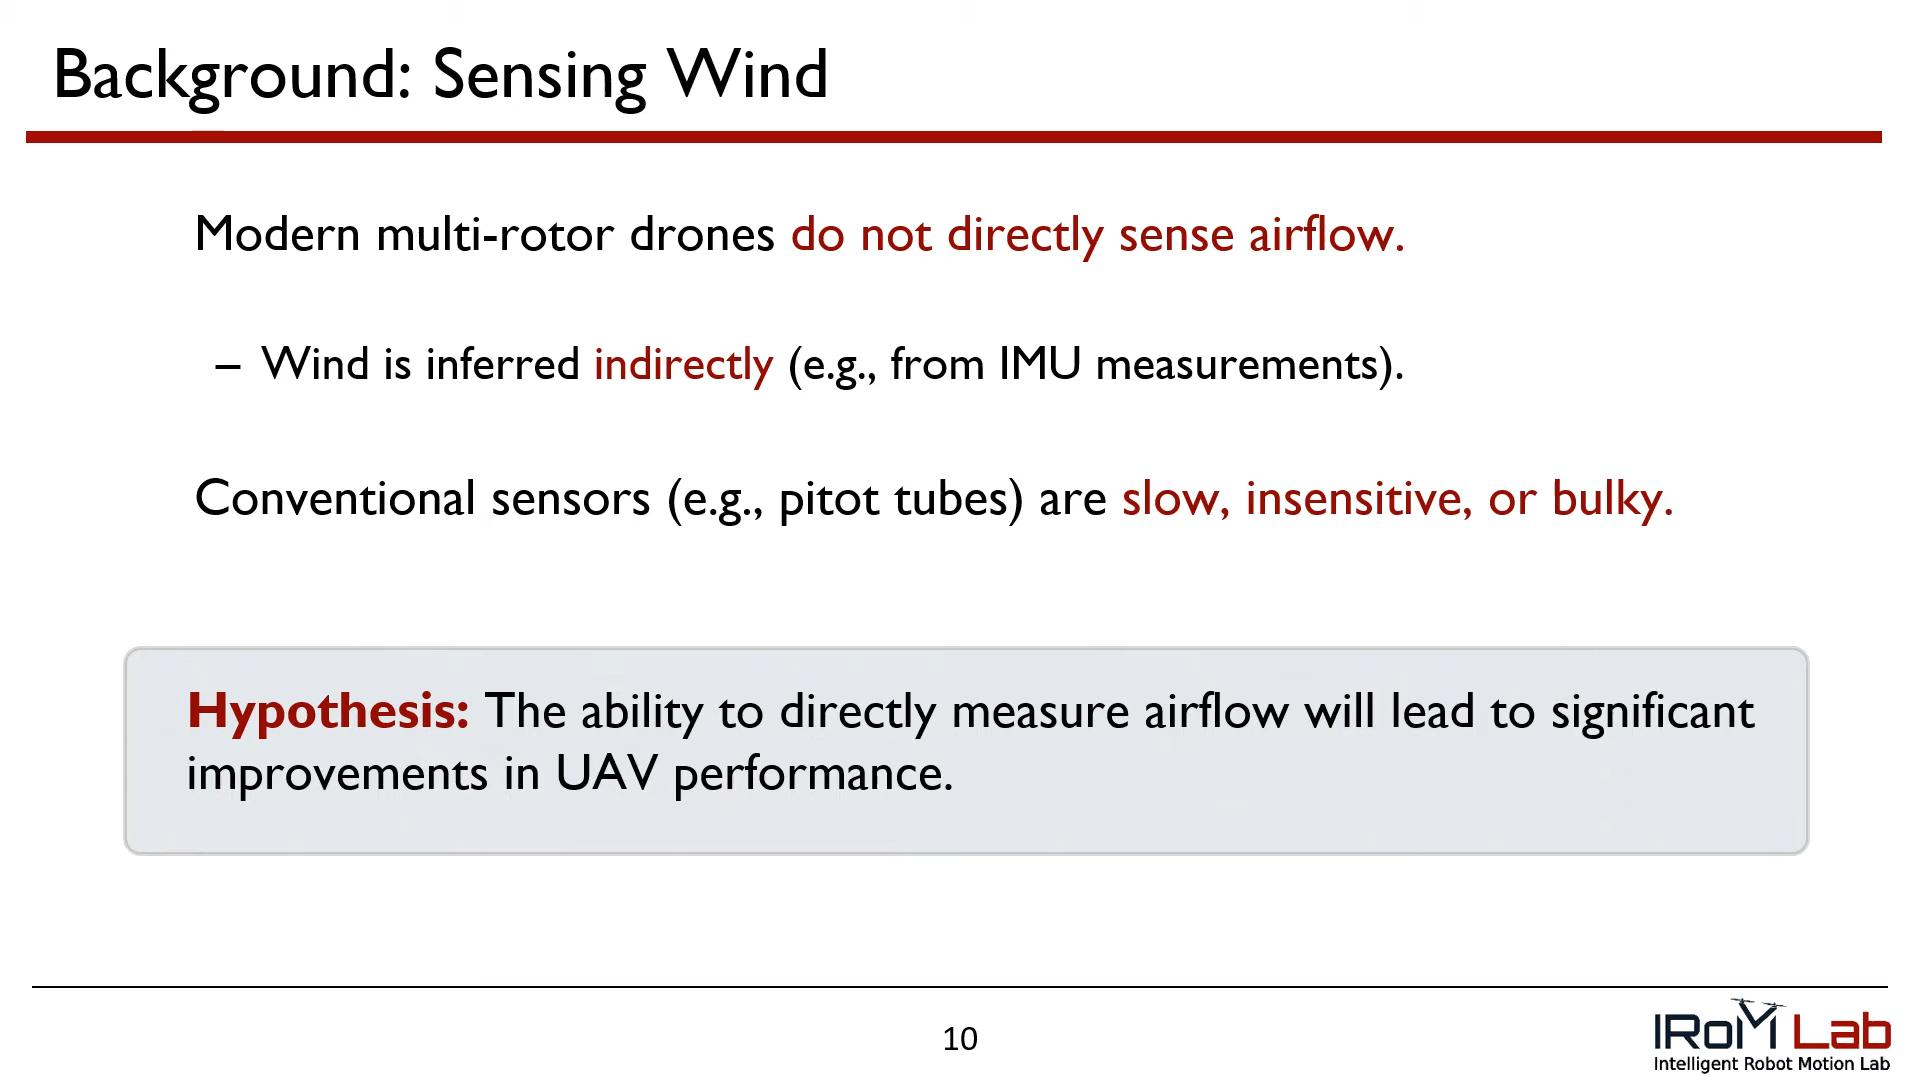 Background: Sensing Wind
Modern multi-rotor drones do not directly sense airflow.
– Wind is inferred indirectly (e.g., from IMU measurements).
Conventional sensors (e.g., pitot tubes) are slow, insensitive, or bulky.
Hypothesis: The ability to directly measure airflow will lead to significant
improvements in UAV performance.
10
IRoM Lab
Intelligent Robot Motion Lab